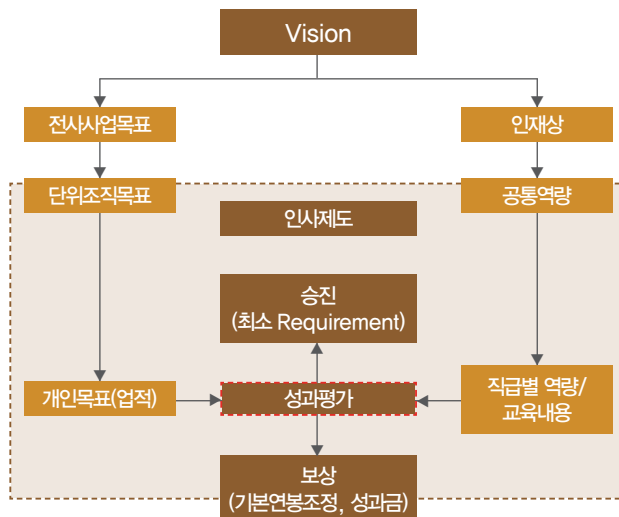 Vision
전사사업목표
인재상
단위조직목표
공통역량
인사제도
승진
(최소 Requirement)
개인목표(업적)
성과평가
직급별 역량/
교육내용
보상
(기본연봉조정, 성과금)